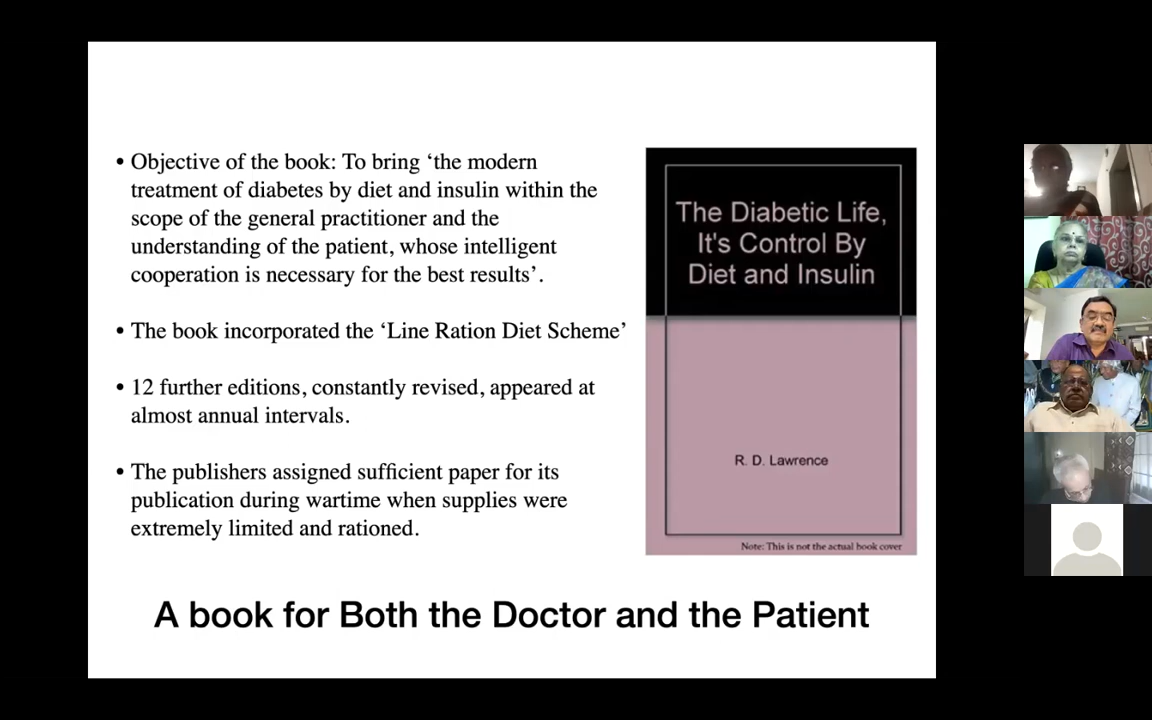 • Objective of the book: To bring ‘the modern
treatment of diabetes by diet and insulin within the
scope of the general practitioner and the
understanding of the patient, whose intelligent
cooperation is necessary for the best results’.
• The book incorporated the ‘Line Ration Diet Scheme’
• 12 further editions, constantly revised, appeared at
almost annual intervals.
• The publishers assigned sufficient paper for its
publication during wartime when supplies were
extremely limited and rationed.
The Diabetic Life,
It's Control By
Diet and Insulin
R. D. Lawrence
Note: This is not the actual book cover
A book for Both the Doctor and the Patient